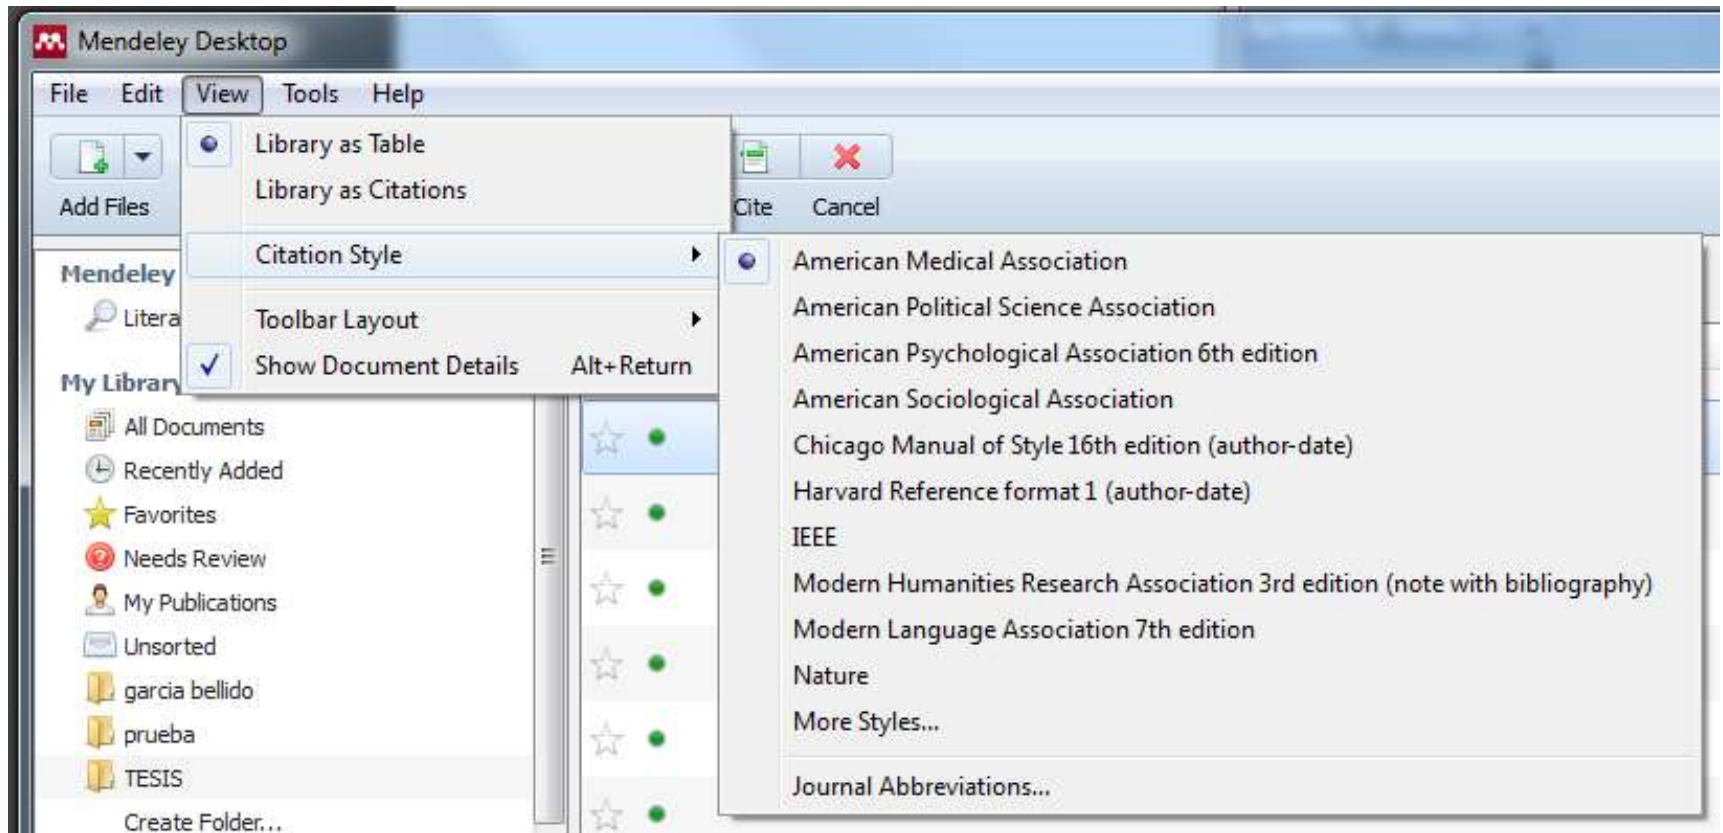 Mendeley Desktop
File Edit View Tools Help
Library as Table
Library as Citations
Citation Style
Toolbar Layout
Show Document Details Alt+Return
Add Files
Cite Cancel
American Medical Association
American Political Science Association
American Psychological Association 6th edition
American Sociological Association
Chicago Manual of Style 16th edition (author-date)
Harvard Reference format 1 (author-date)
IEEE
Modern Humanities Research Association 3rd edition (note with bibliography)
Modern Language Association 7th edition
Nature
More Styles...
Journal Abbreviations...
Mendeley
Litera
My Library
All Documents
Recently Added
Favorites
Needs Review
My Publications
Unsorted
garcia bellido
prueba
TESIS
Create Folder...